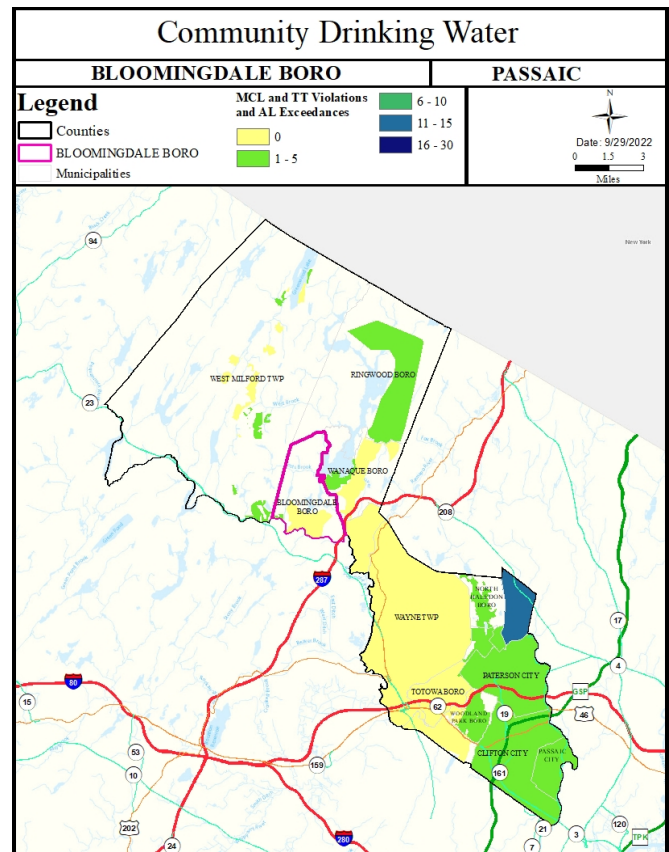 Community Drinking Water
BLOOMINGDALE BORO
PASSAIC
Legend
Counties
BLOOMINGDALE BORO
Municipalities
MCL and TT Violations
and AL Exceedances
0
1 - 5
6 - 10
11 - 15
16 - 30
N
Date: 9/29/2022
0 1.5 3
Miles
New York
94
WEST MILFORD TWP
RINGWOOD BORO
23
WANAQUE BORO
BLOOMINGDALE
BORO
208
287
NORTH
HALEDON
BORO
WAYNE TWP
17
4
PATERSON CITY
80
TOTOWA BORO
GSP
15
62
WOODLAND
PARK BORO
19
46
53
CLIFTON CITY
PASSAIC
CITY
159
161
10
202
21
120
280
3
TPK
24
7